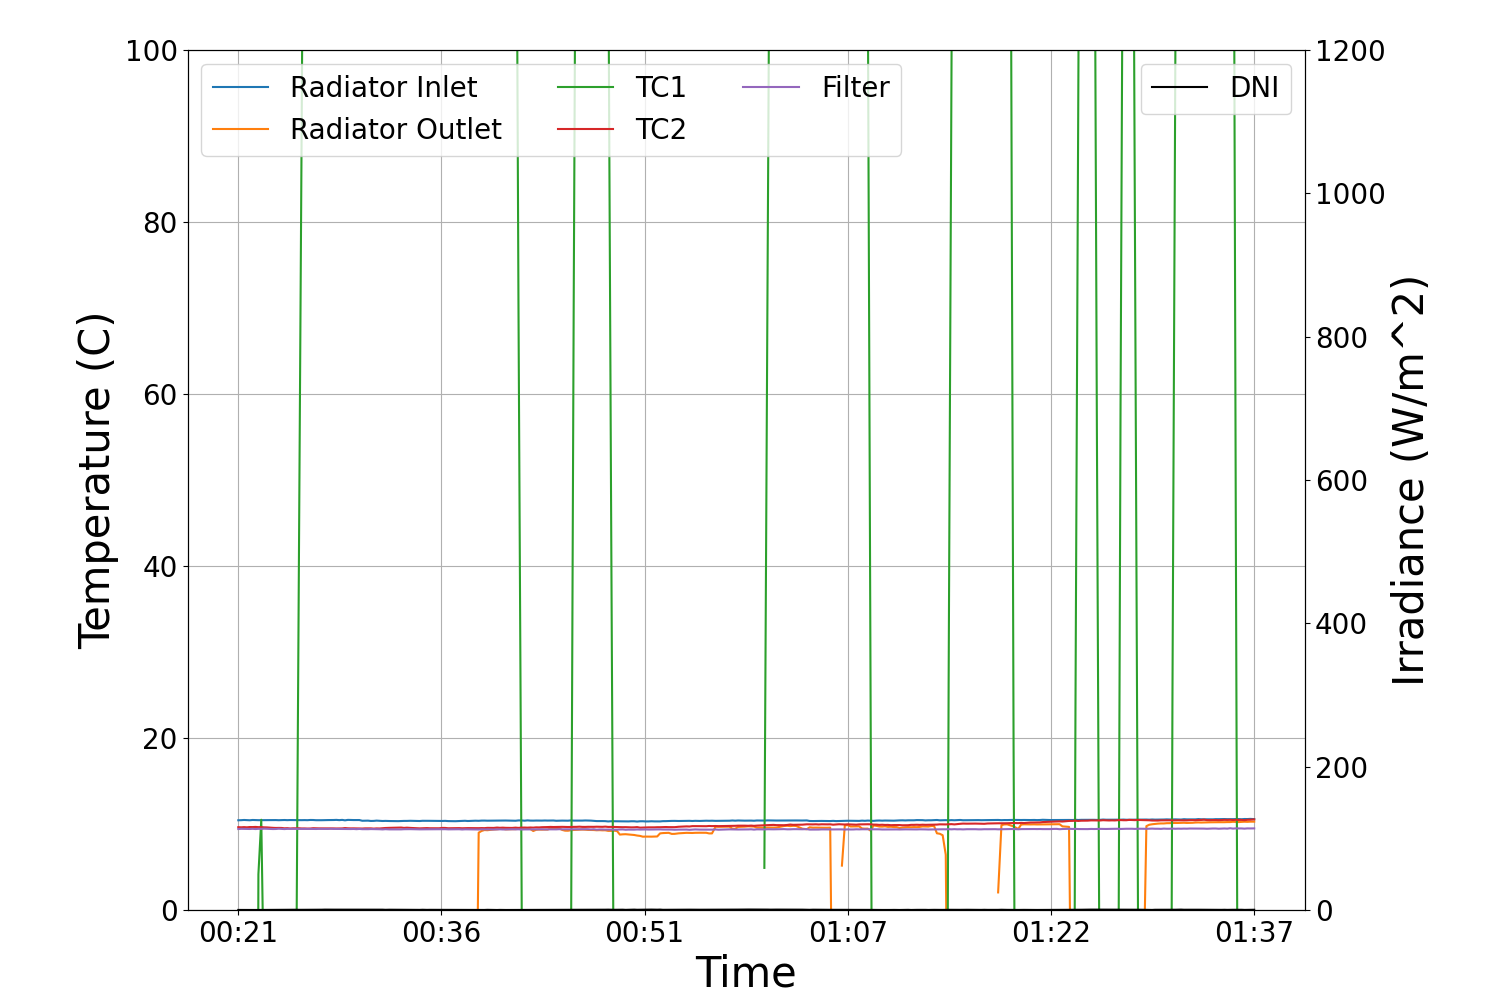 100
80
60
40
20
0
Temperature (C)
Radiator Inlet
Radiator Outlet
TC1
TC2
Filter
DNI
1200
1000
800
600
400
200
0
Irradiance (W/m^2)
00:21
00:36
00:51
01:07
01:22
01:37
Time